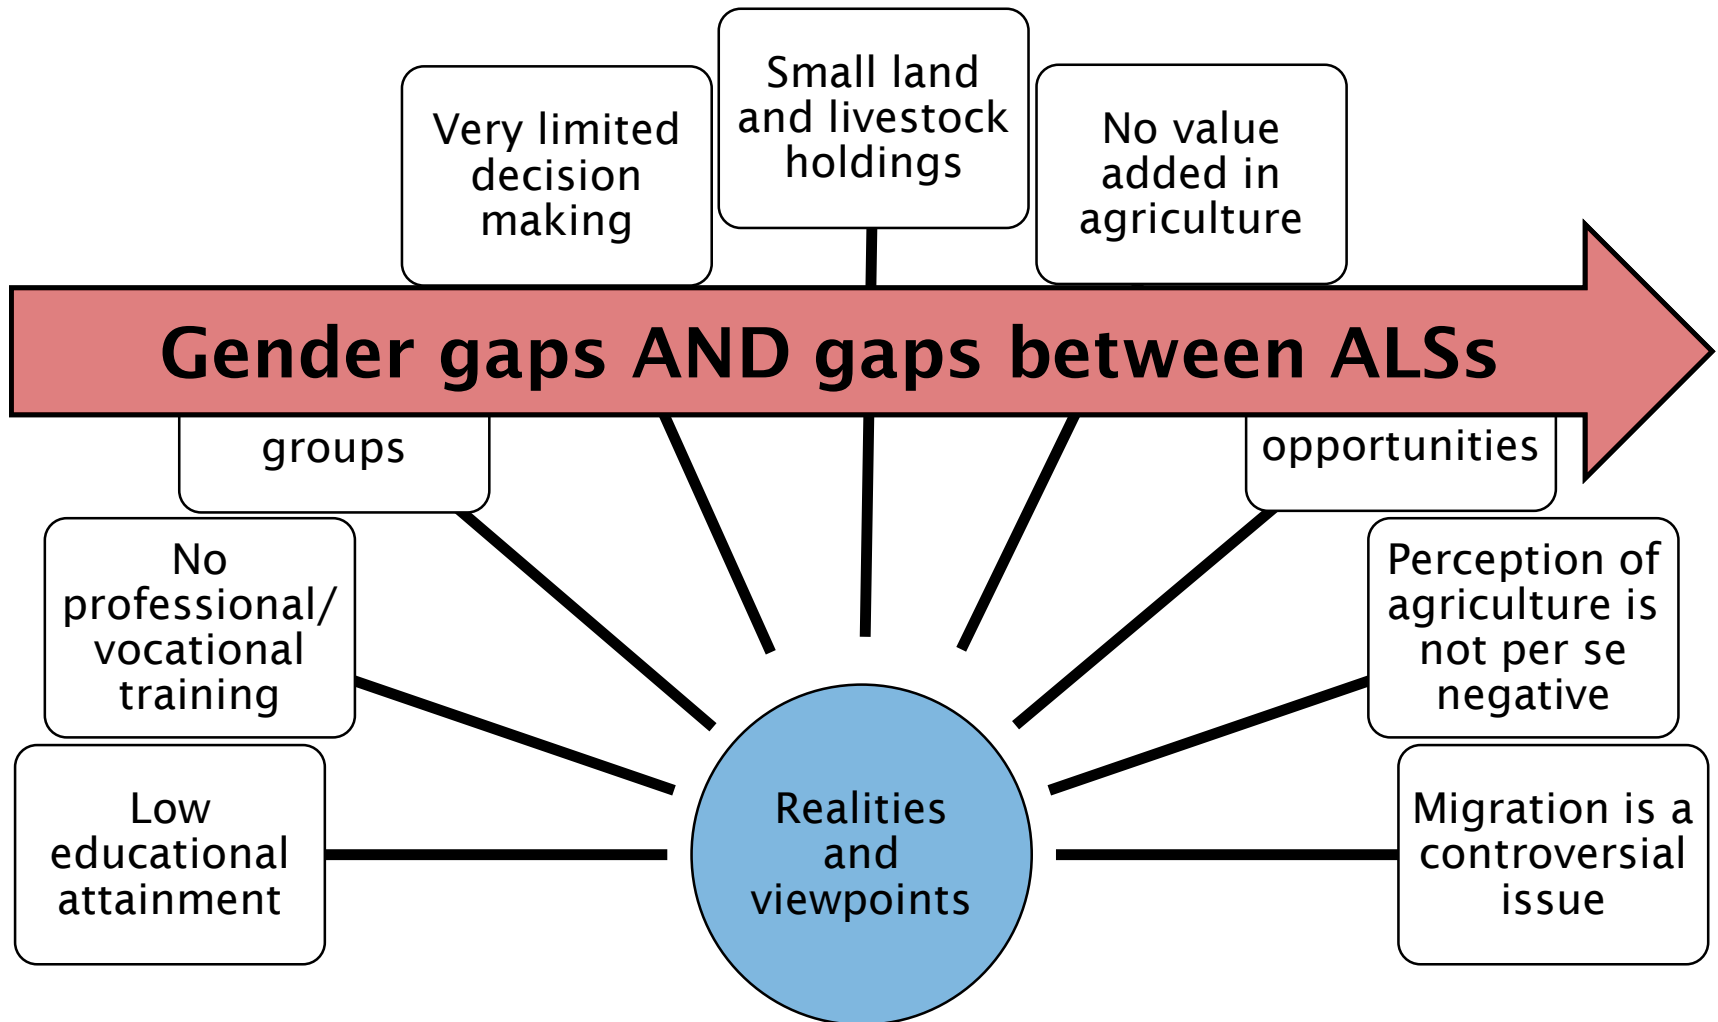 Small land
and livestock
holdings
Very limited
decision
making
No value
added in
agriculture
Gender gaps AND gaps between ALSs
groups
opportunities
No
professional/
vocational
training
Perception of
agriculture is
not per se
negative
Low
educational
attainment
Realities
and
viewpoints
Migration is a
controversial
issue